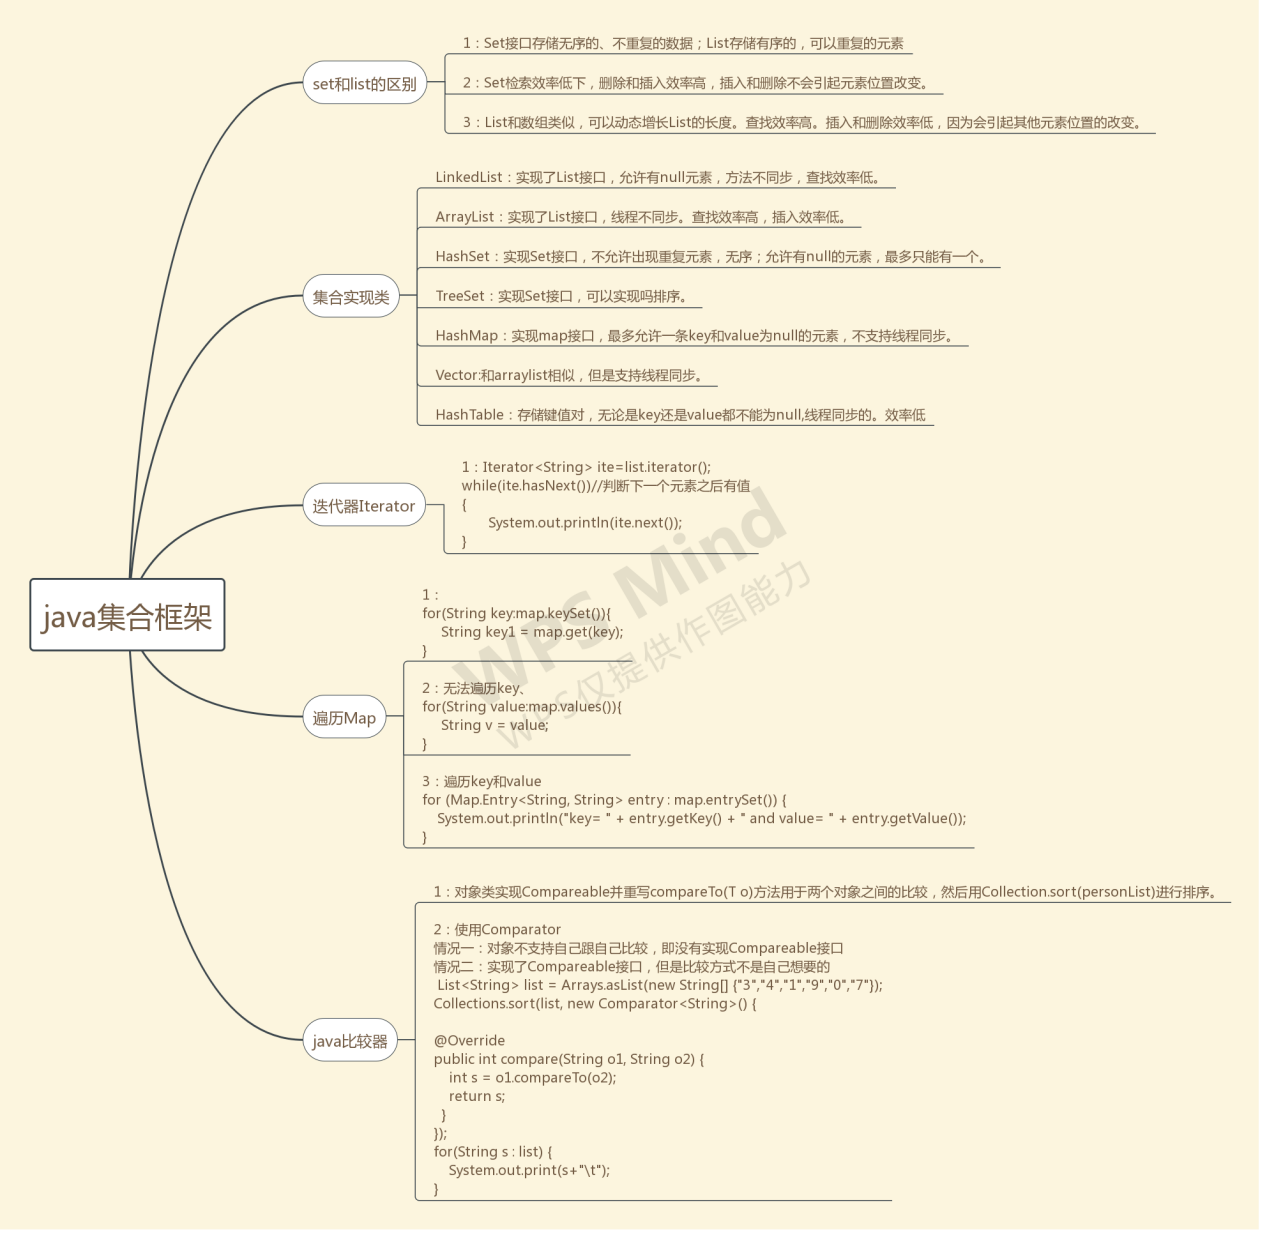 java集合框架
set和list的区别
1：Set接口存储无序的、不重复的数据；List存储有序的，可以重复的元素
2：Set检索效率低下，删除和插入效率高，插入和删除不会引起元素位置改变。
3：List和数组类似，可以动态增长List的长度。查找效率高。插入和删除效率低，因为会引起其他元素位置的改变。
集合实现类
LinkedList：实现了List接口，允许有null元素，方法不同步，查找效率低。
ArrayList：实现了List接口，线程不同步。查找效率高，插入效率低。
HashSet：实现Set接口，不允许出现重复元素，无序；允许有null的元素，最多只能有一个。
TreeSet：实现Set接口，可以实现吗排序。
HashMap：实现map接口，最多允许一条key和value为null的元素，不支持线程同步。
Vector:和arraylist相似，但是支持线程同步。
HashTable：存储键值对，无论是key还是value都不能为null,线程同步的。效率低
迭代器Iterator
1：Iterator<String> ite=list.iterator();
while(ite.hasNext())//判断下一个元素之后有值
{
System.out.println(ite.next());
}
遍历Map
1：
for(String key:map.keySet()){
String key1 = map.get(key);
}
2：无法遍历key、
for(String value:map.values()){
String v = value;
}
3：遍历key和value
for (Map.Entry<String, String> entry : map.entrySet()) {
System.out.println("key= " + entry.getKey() + " and value= " + entry.getValue());
}
java比较器
1：对象类实现Compareable并重写compareTo(T o)方法用于两个对象之间的比较，然后用Collection.sort(personList)进行排序。
2：使用Comparator
情况一：对象不支持自己跟自己比较，即没有实现Compareable接口
情况二：实现了Compareable接口，但是比较方式不是自己想要的
List<String> list = Arrays.asList(new String[] {"3","4","1","9","0","7"});
Collections.sort(list, new Comparator<String>() {
@Override
public int compare(String o1, String o2) {
int s = o1.compareTo(o2);
return s;
}
});
for(String s : list) {
System.out.print(s+"\t");
}
WPS Mind
WPS仅提供作图能力